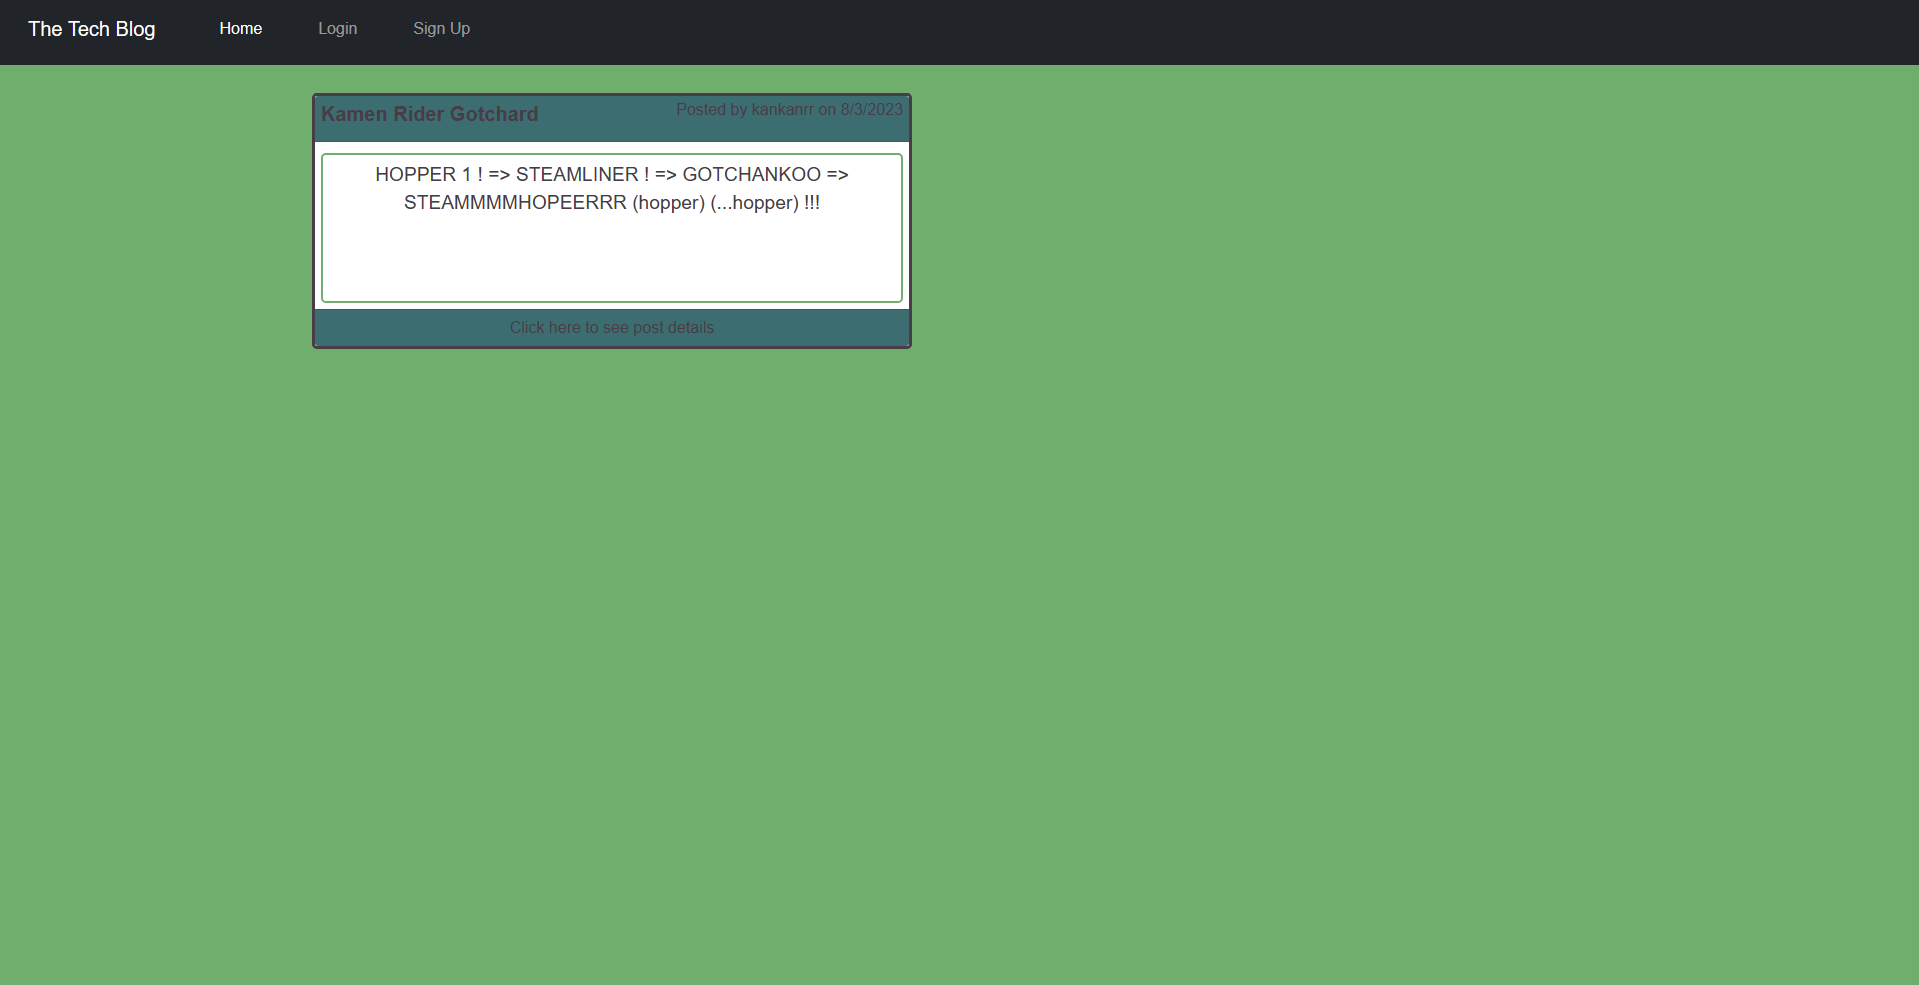 The Tech Blog Home Login Sign Up
Kamen Rider Gotchard Posted by kankanrr on 8/3/2023
HOPPER 1 ! => STEAMLINER ! => GOTCHANKOO =>
STEAMMMMHOPEERRR (hopper) (...hopper) !!!
Click here to see post details